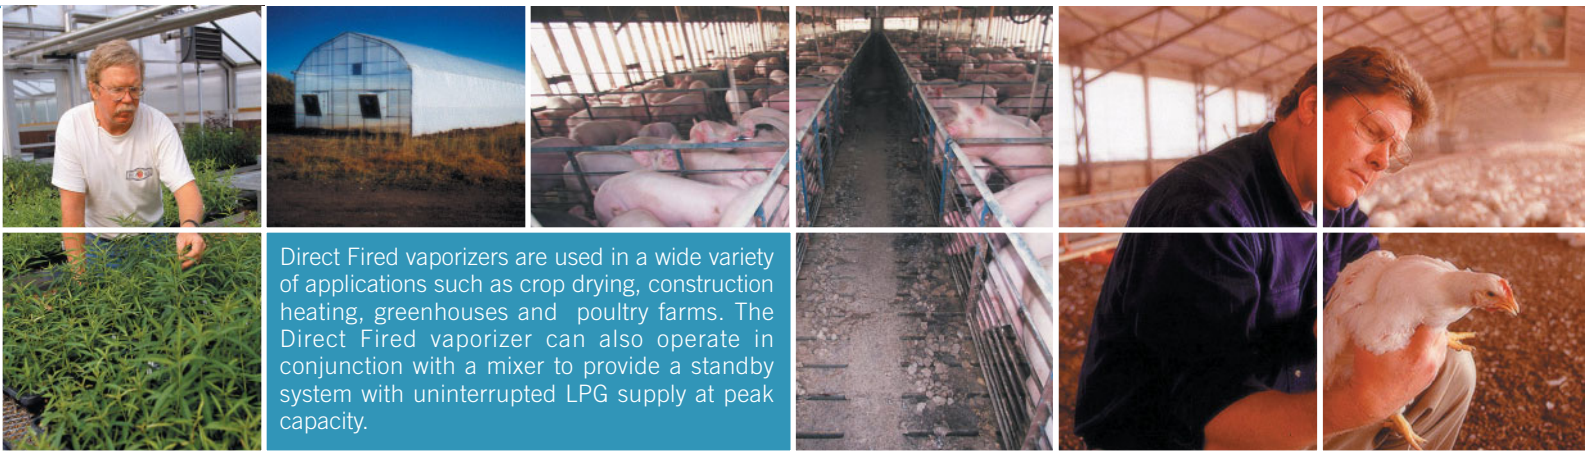 Direct Fired vaporizers are used in a wide variety
of applications such as crop drying, construction
heating, greenhouses and poultry farms. The
Direct Fired vaporizer can also operate in
conjunction with a mixer to provide a standby
system with uninterrupted LPG supply at peak
capacity.